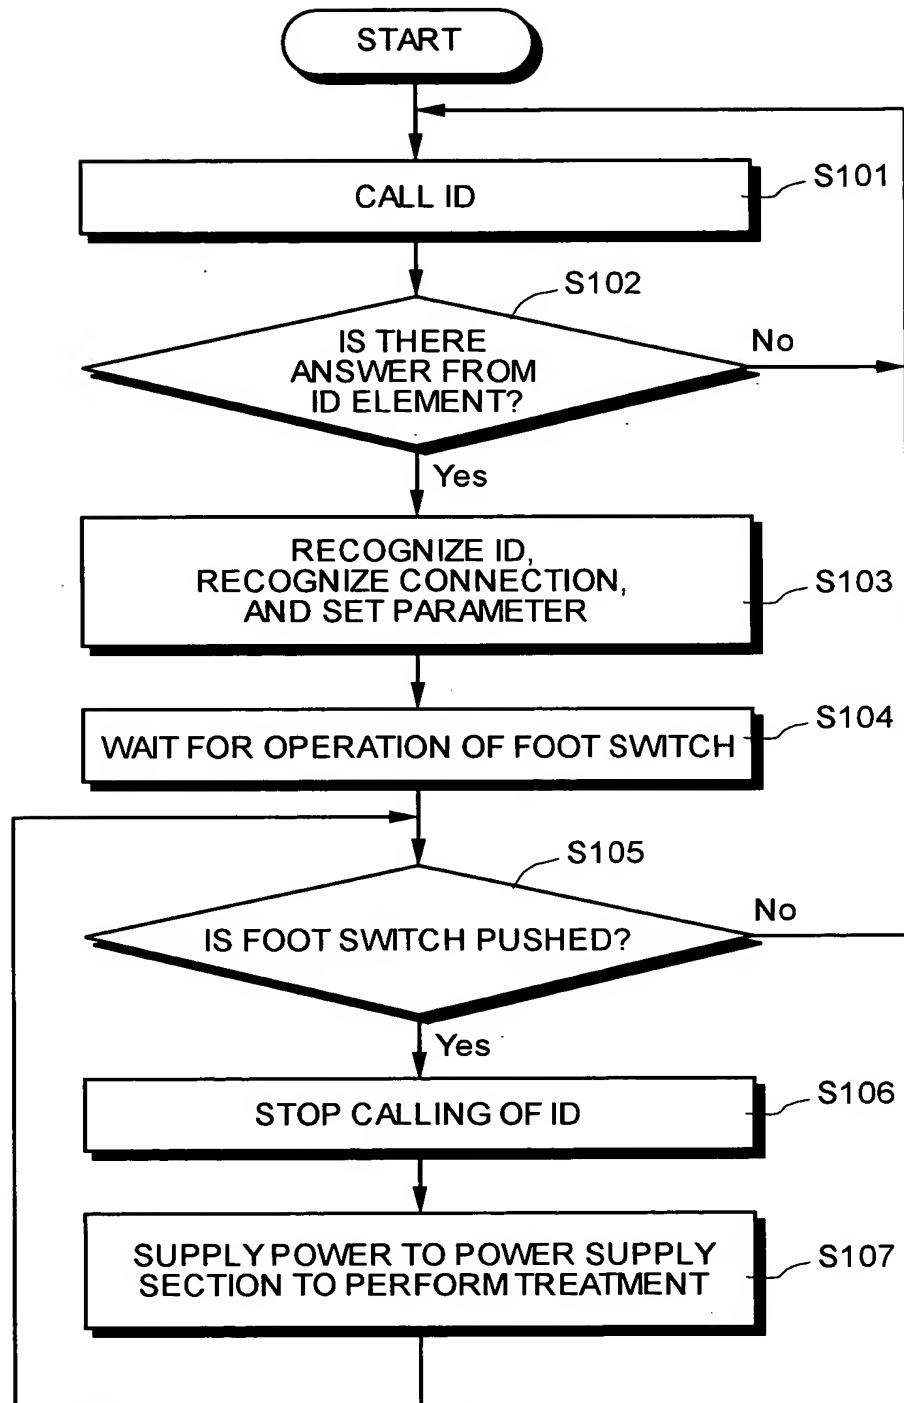 START
CALL ID
S101
S102
IS THERE
ANSWER FROM
ID ELEMENT?
No
Yes
RECOGNIZE ID,
RECOGNIZE CONNECTION,
AND SET PARAMETER
S103
S104
WAIT FOR OPERATION OF FOOT SWITCH
S105
IS FOOT SWITCH PUSHED?
No
Yes
STOP CALLING OF ID
S106
SUPPLY POWER TO POWER SUPPLY
SECTION TO PERFORM TREATMENT
S107